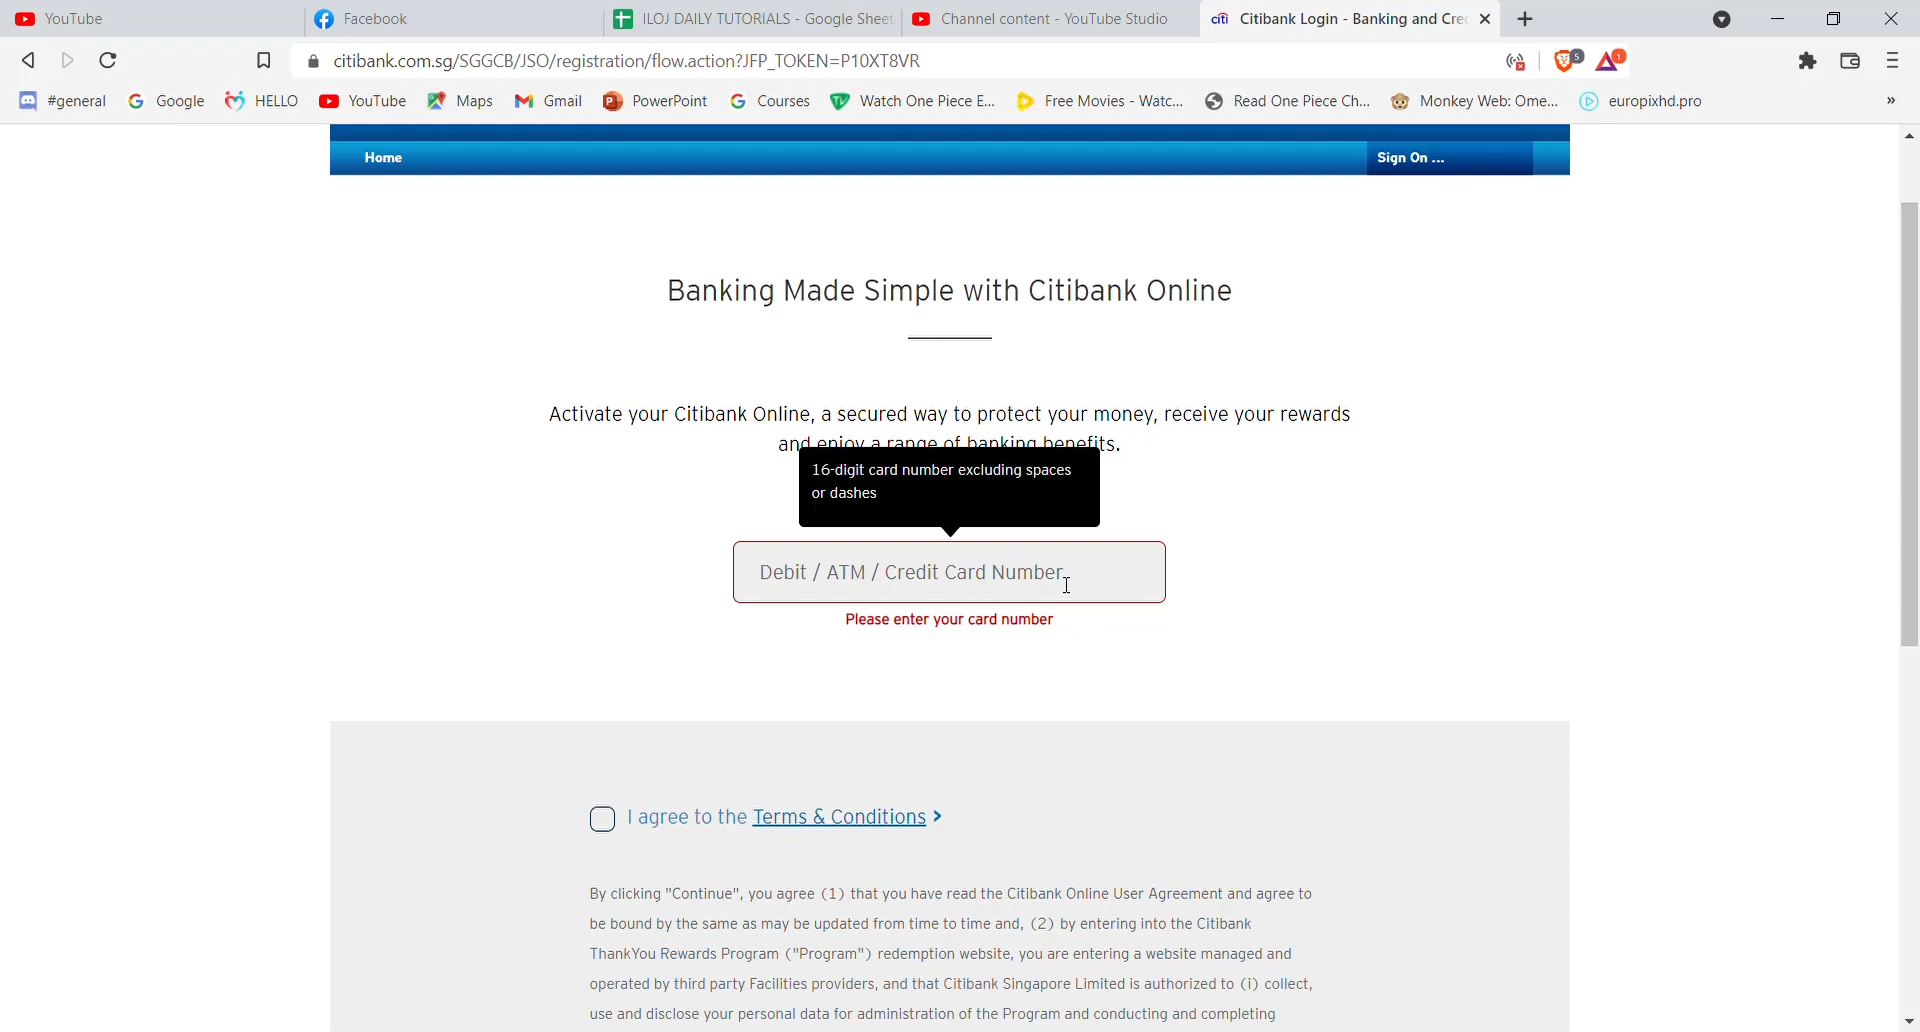 YouTube
Facebook
ILOJ DAILY TUTORIALS - Google Sheet
Channel content - YouTube Studio
citi Citibank Login - Banking and Cre
citibank.com.sg/SGGCB/JSO/registration/flow.action?JFP_TOKEN=P10XT8VR
5
1
#general
Google
HELLO
YouTube
Maps
Gmail
PowerPoint
Courses
Watch One Piece E...
Free Movies - Watc...
Read One Piece Ch...
Monkey Web: Ome...
europixhd.pro
»
Home
Sign On ...
Banking Made Simple with Citibank Online
Activate your Citibank Online, a secured way to protect your money, receive your rewards
and enjoy a range of banking benefits.
16-digit card number excluding spaces
or dashes
Debit / ATM / Credit Card Number
Please enter your card number
I agree to the Terms & Conditions >
By clicking "Continue", you agree (1) that you have read the Citibank Online User Agreement and agree to
be bound by the same as may be updated from time to time and, (2) by entering into the Citibank
ThankYou Rewards Program ("Program") redemption website, you are entering a website managed and
operated by third party Facilities providers, and that Citibank Singapore Limited is authorized to (i) collect,
use and disclose your personal data for administration of the Program and conducting and completing